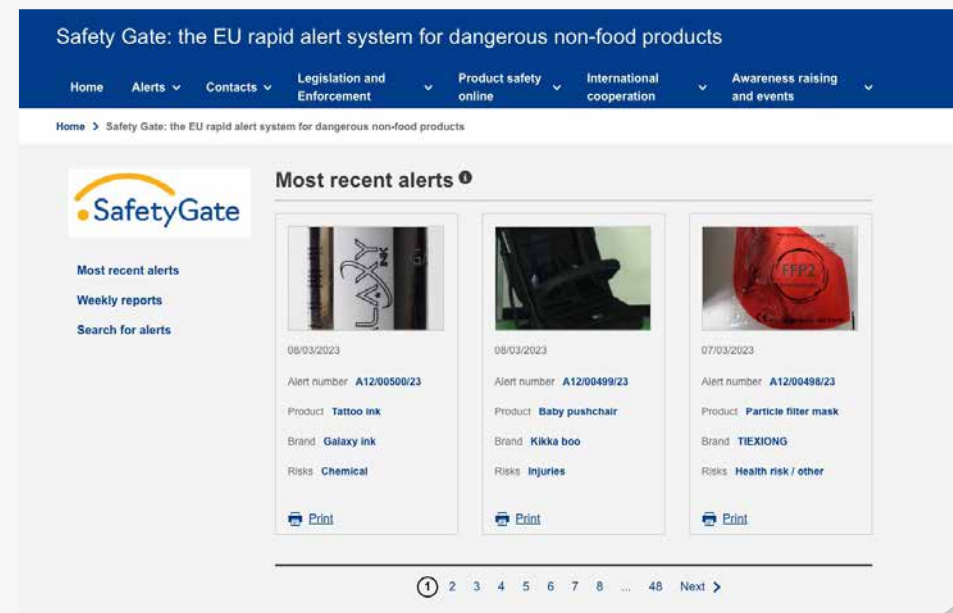 Safety Gate: the EU rapid alert system for dangerous non-food products
Home Alerts Contacts Legislation and Enforcement Product safety online International cooperation Awareness raising and events
Home > Safety Gate: the EU rapid alert system for dangerous non-food products
SafetyGate
Most recent alerts
Weekly reports
Search for alerts
Most recent alerts
GALAXY
INK
08/03/2023
Alert number A12/00500/23
Product Tattoo ink
Brand Galaxy ink
Risks Chemical
Print
08/03/2023
Alert number A12/00499/23
Product Baby pushchair
Brand Kikka boo
Risks Injuries
Print
FFP2
CE
07/03/2023
Alert number A12/00498/23
Product Particle filter mask
Brand TIEXIONG
Risks Health risk / other
Print
1 2 3 4 5 6 7 8 ... 48 Next >